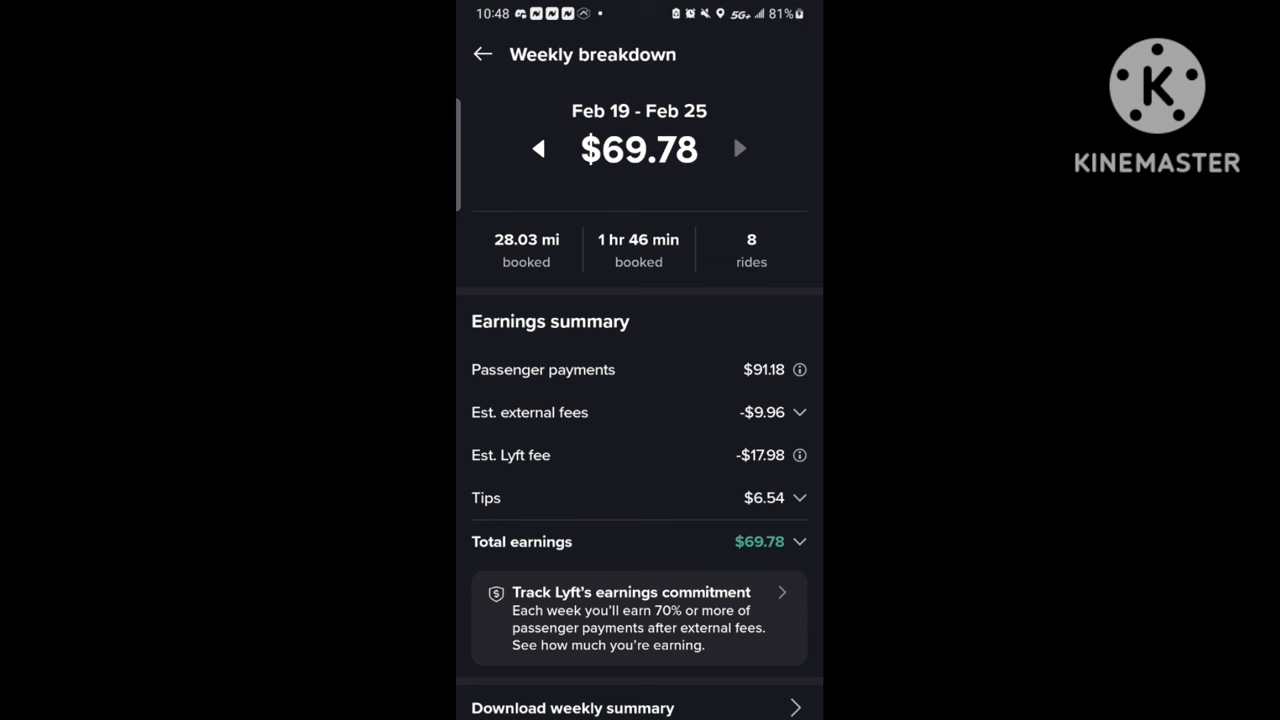 10:48
5G+ 81%
Weekly breakdown
Feb 19 - Feb 25
$69.78
28.03 mi
booked
1 hr 46 min
booked
8
rides
Earnings summary
Passenger payments $91.18
Est. external fees -$9.96
Est. Lyft fee -$17.98
Tips $6.54
Total earnings $69.78
Track Lyft's earnings commitment
Each week you'll earn 70% or more of
passenger payments after external fees.
See how much you're earning.
Download weekly summary
K
KINEMASTER